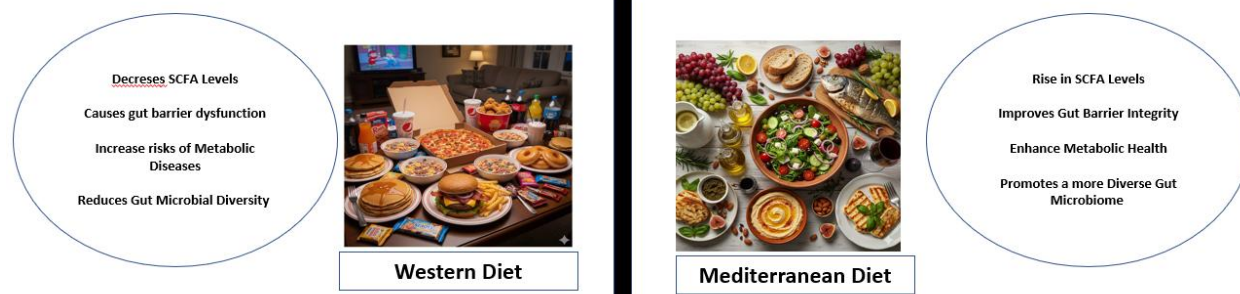 Decreses SCFA Levels
Causes gut barrier dysfunction
Increase risks of Metabolic
Diseases
Reduces Gut Microbial Diversity
Western Diet
Mediterranean Diet
Rise in SCFA Levels
Improves Gut Barrier Integrity
Enhance Metabolic Health
Promotes a more Diverse Gut
Microbiome